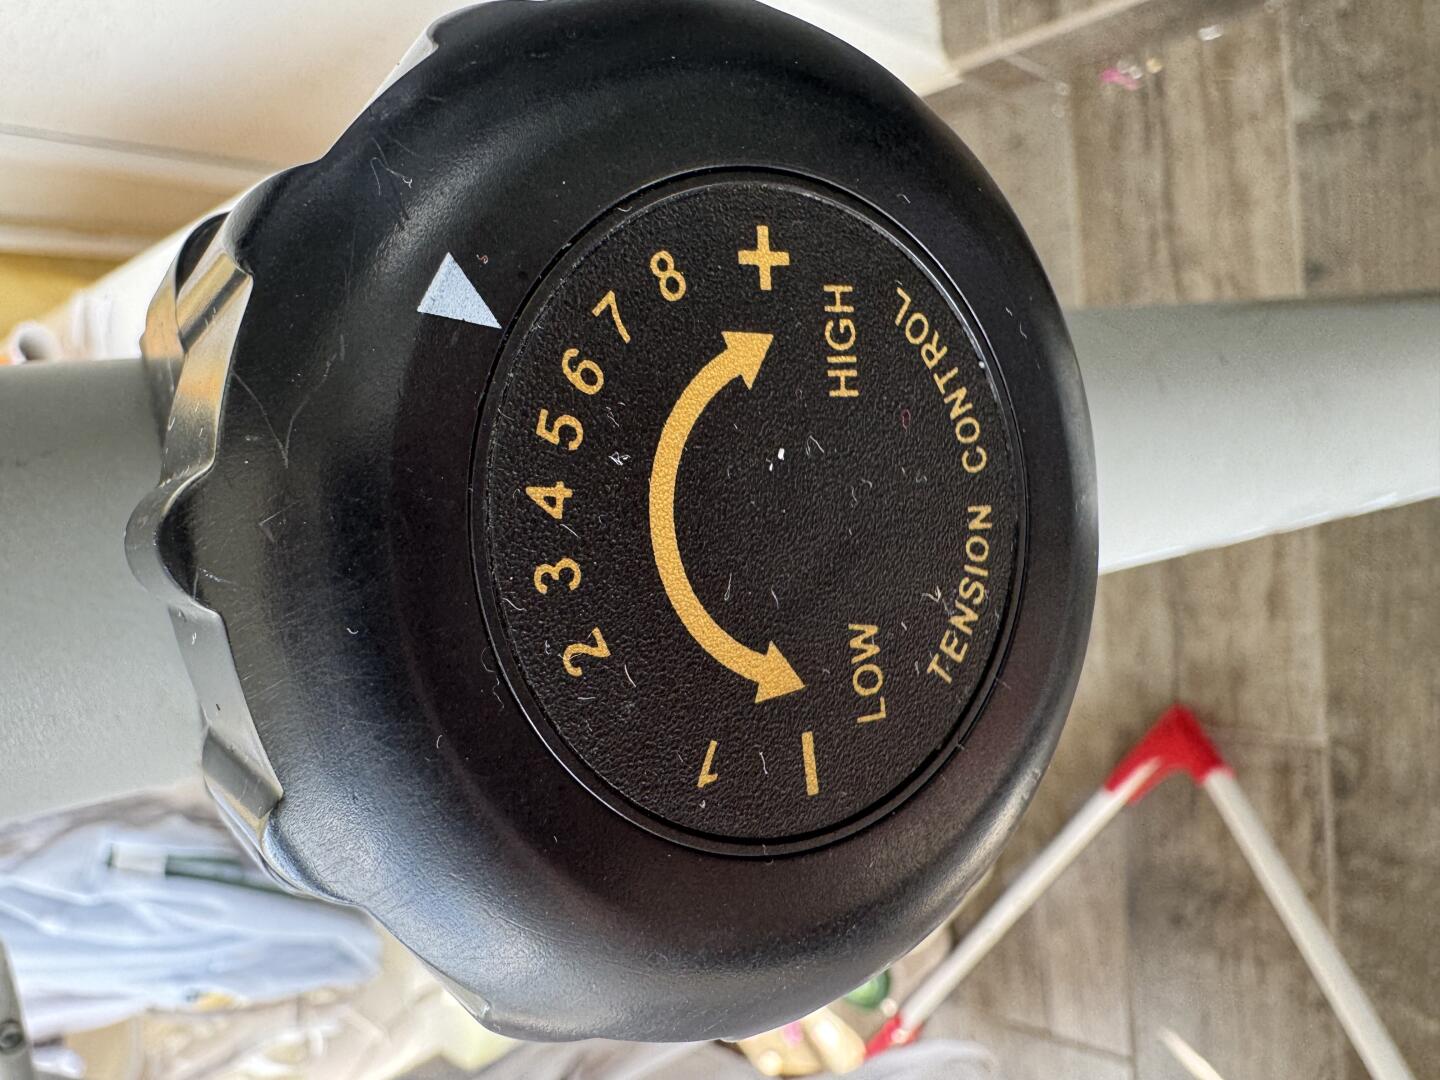 1 2 3 4 5 6 7 8
- +
LOW HIGH
TENSION CONTROL